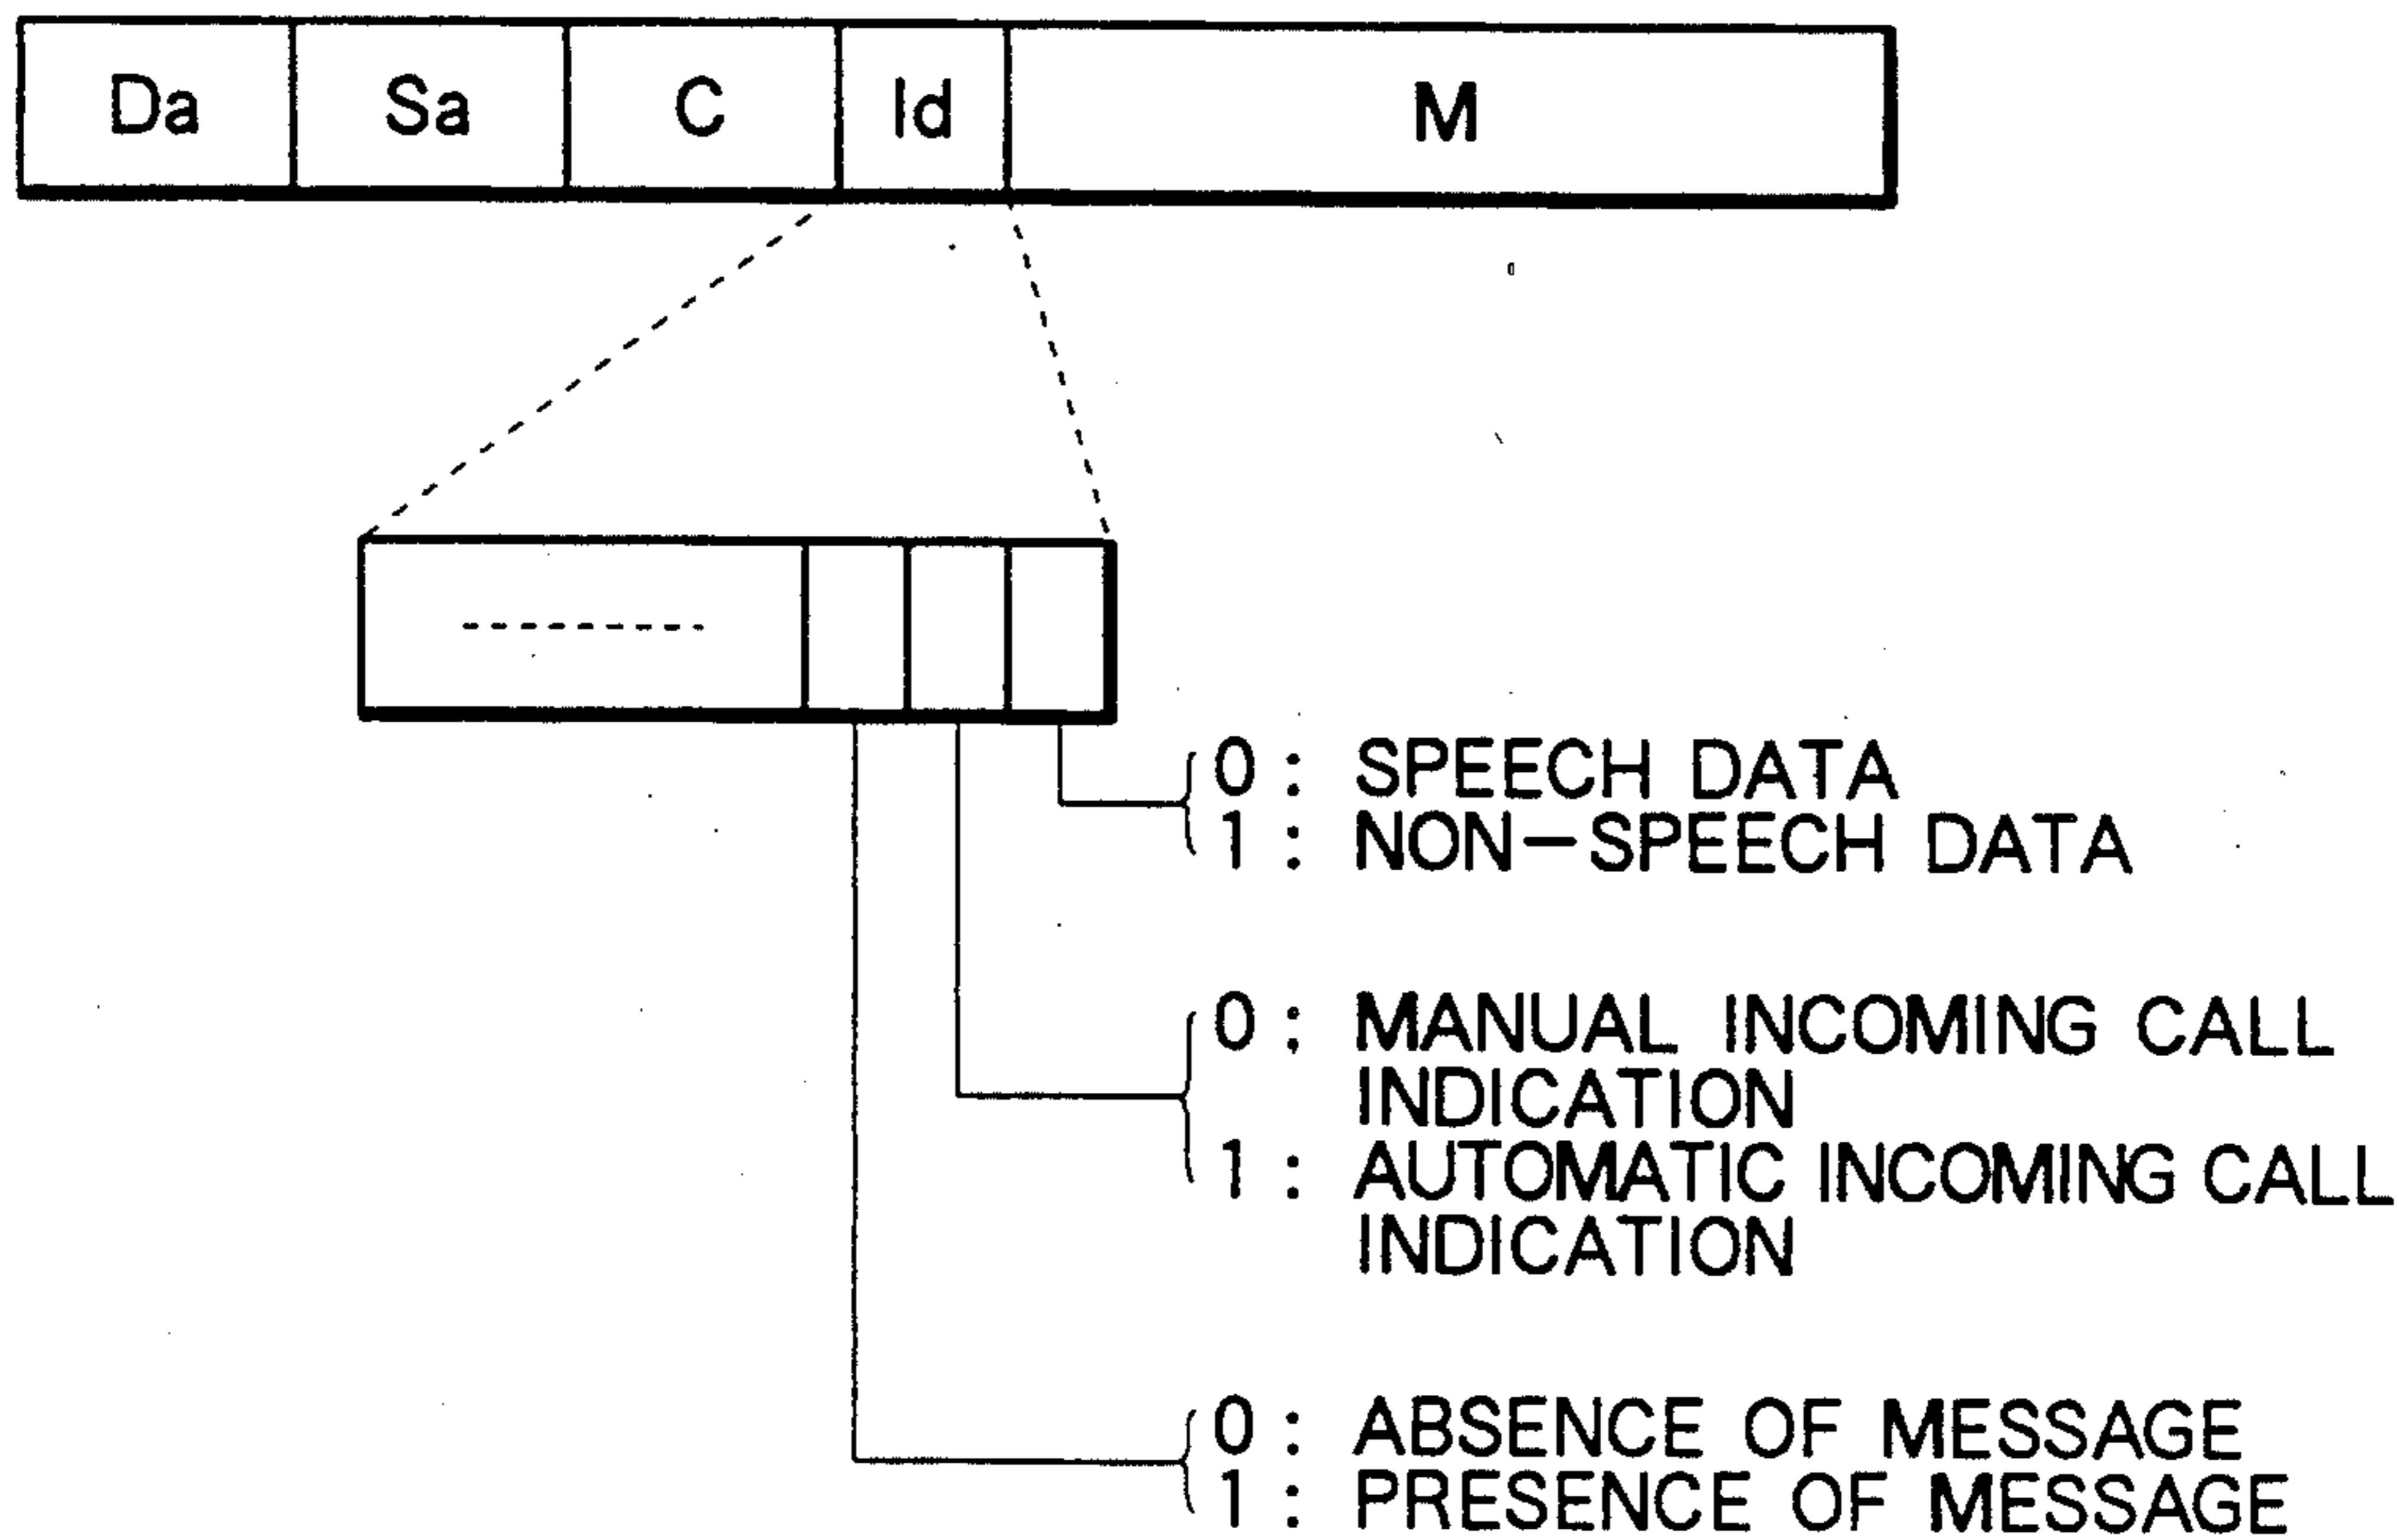 Da Sa C Id M
0 : SPEECH DATA
1 : NON-SPEECH DATA
0 : MANUAL INCOMING CALL
INDICATION
1 : AUTOMATIC INCOMING CALL
INDICATION
0 : ABSENCE OF MESSAGE
1 : PRESENCE OF MESSAGE